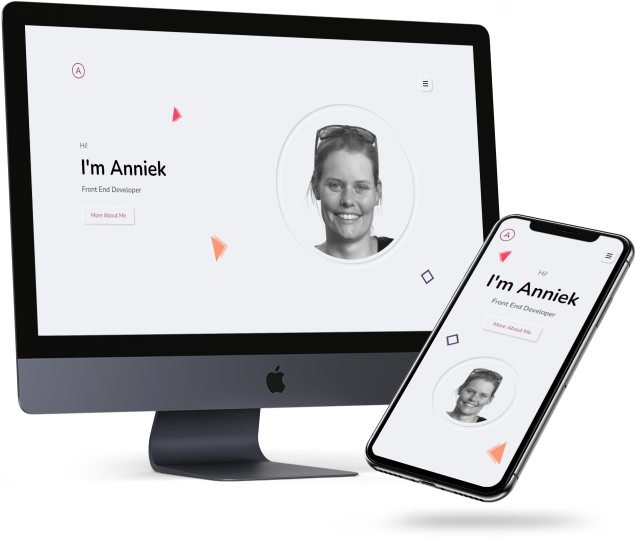 A
Hi!
I'm Anniek
Front End Developer
More About Me
A
Hi!
I'm Anniek
Front End Developer
More About Me